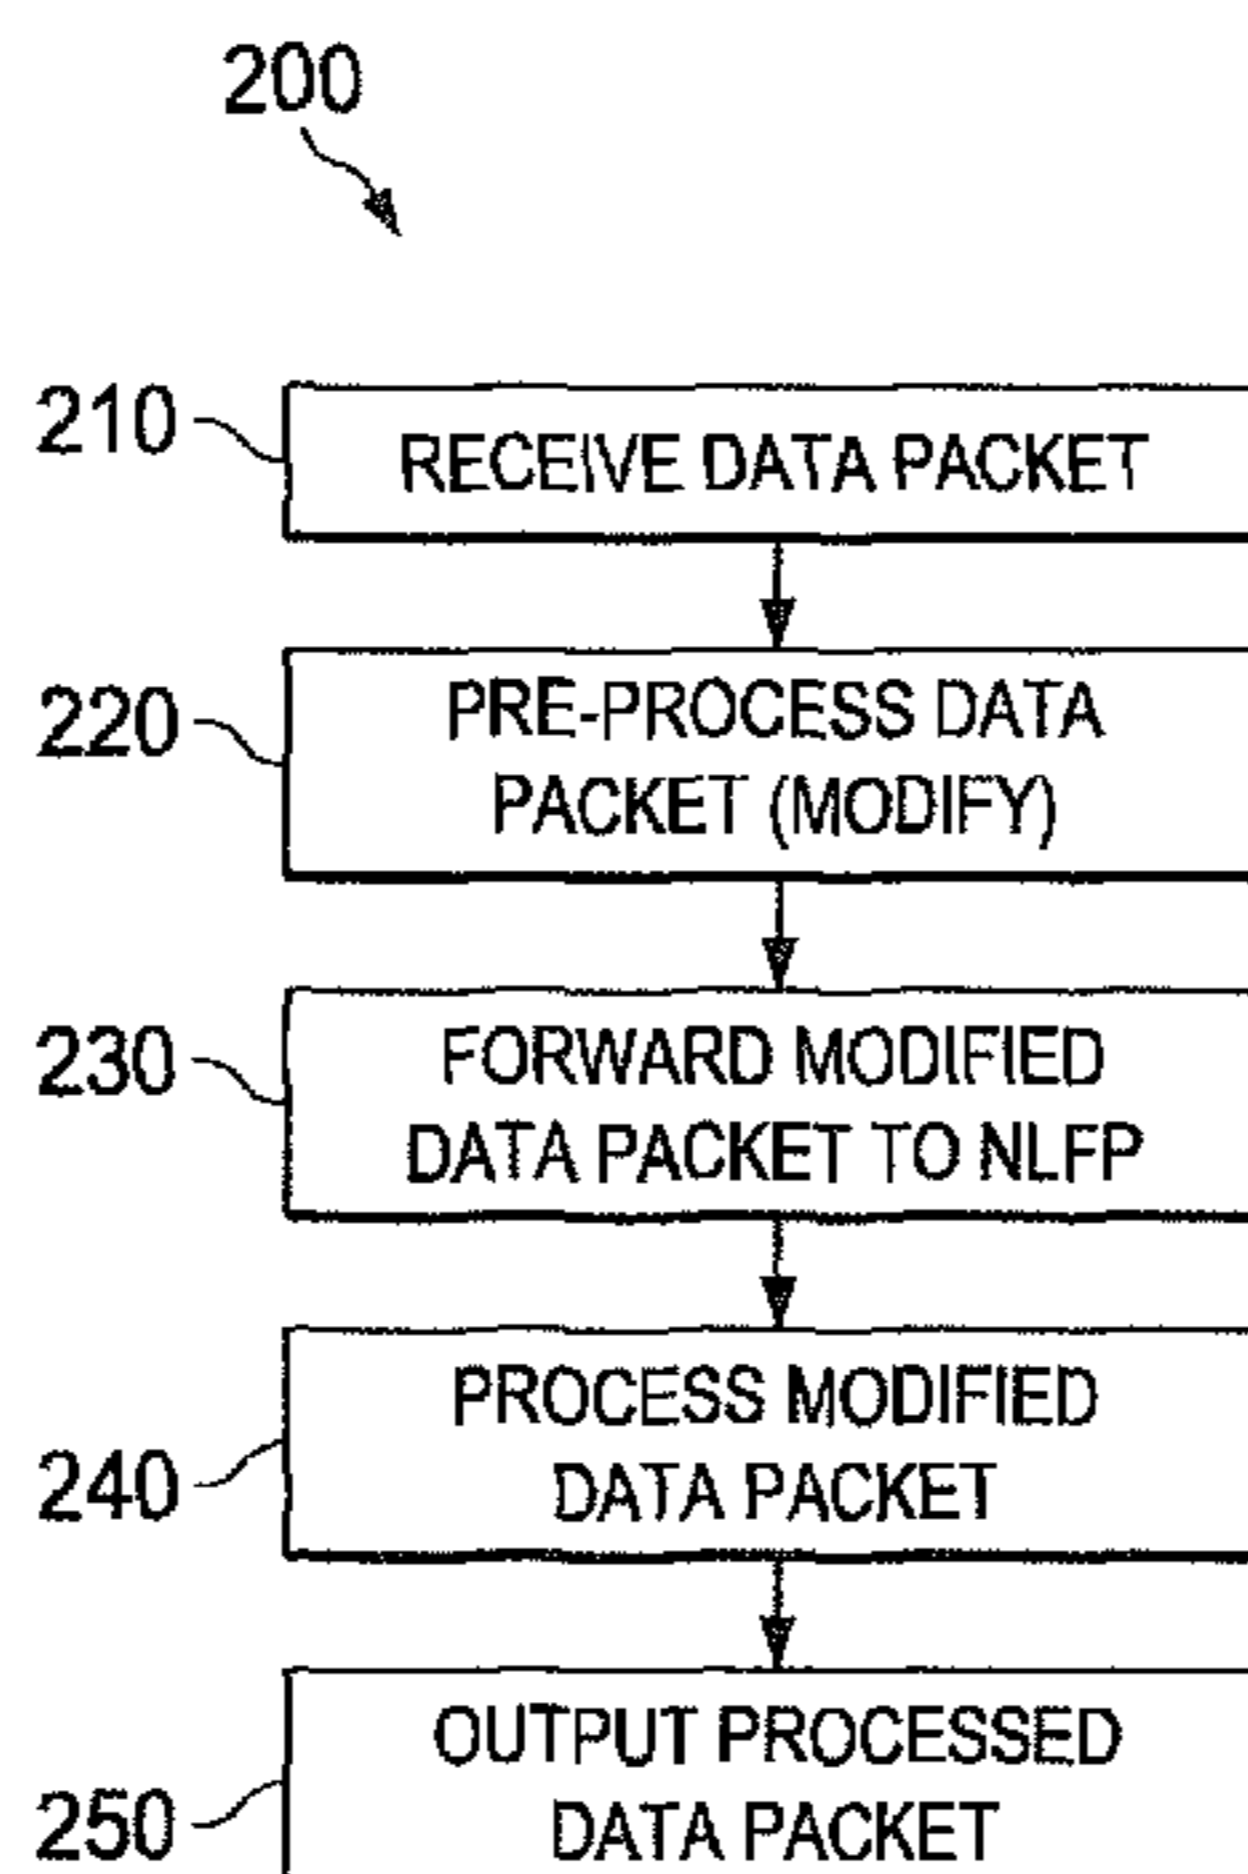 200
210
RECEIVE DATA PACKET
220
PRE-PROCESS DATA
PACKET (MODIFY)
230
FORWARD MODIFIED
DATA PACKET TO NLFP
240
PROCESS MODIFIED
DATA PACKET
250
OUTPUT PROCESSED
DATA PACKET